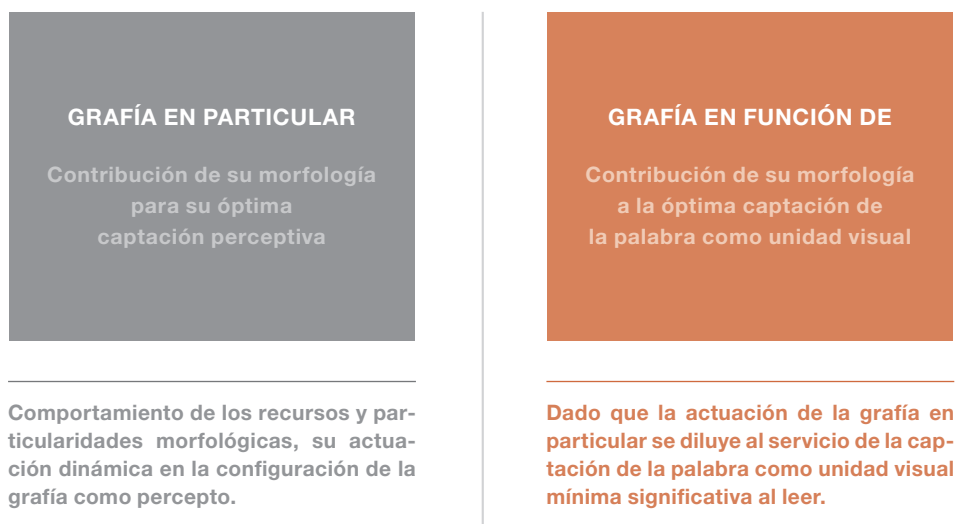 GRAFÍA EN PARTICULAR
Contribución de su morfología
para su óptima
captación perceptiva
Comportamiento de los recursos y par-
ticularidades morfológicas, su actua-
ción dinámica en la configuración de la
grafía como percepto.
GRAFÍA EN FUNCIÓN DE
Contribución de su morfología
a la óptima captación de
la palabra como unidad visual
Dado que la actuación de la grafía en
particular se diluye al servicio de la cap-
tación de la palabra como unidad visual
mínima significativa al leer.